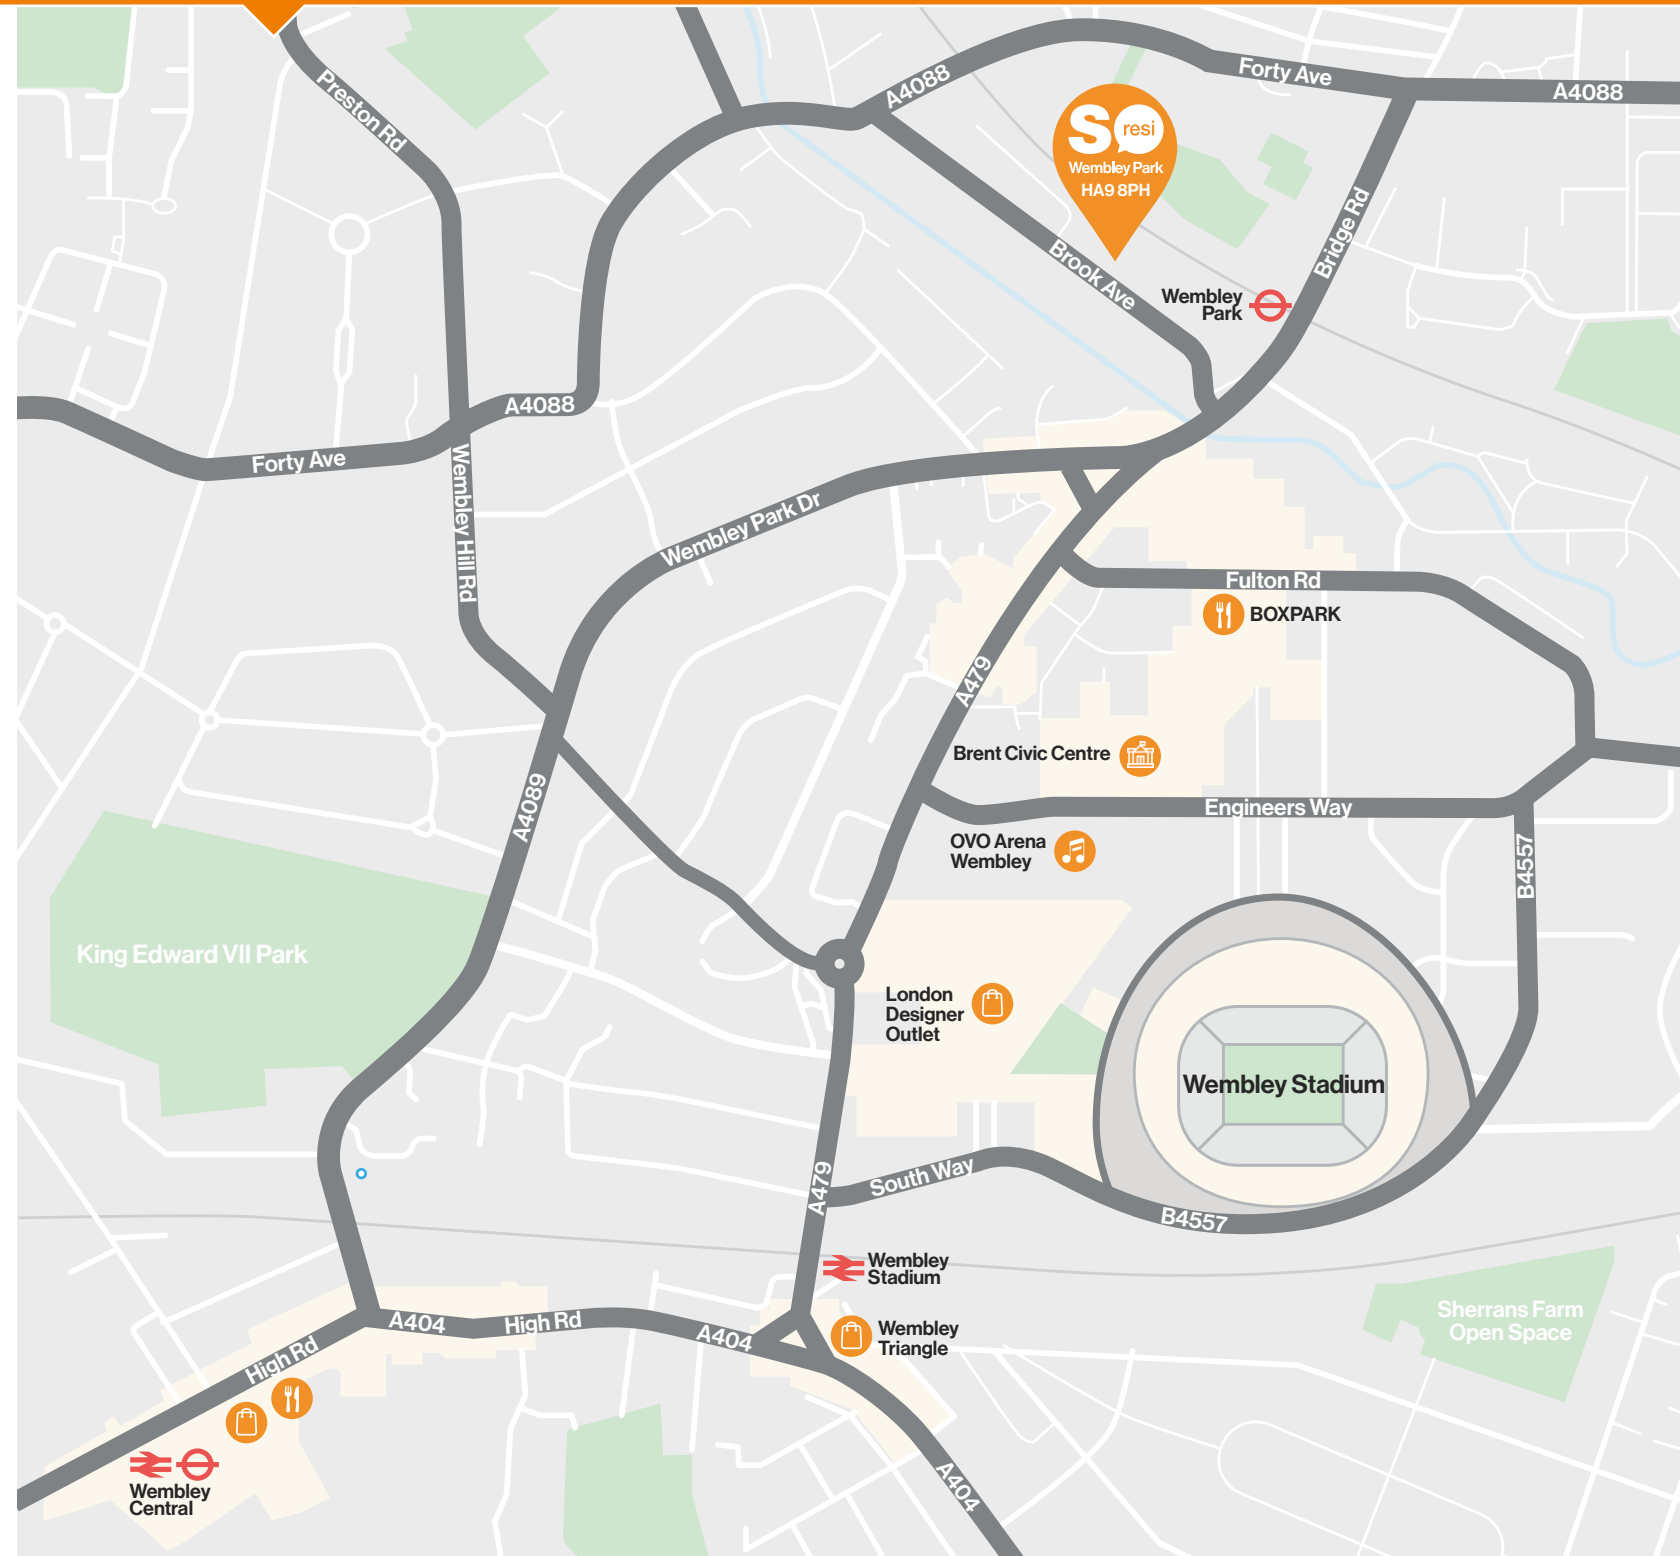 Preston Rd
A4088
Forty Ave
A4088
SO
resi
Wembley Park
HA9 8PH
Bridge Rd
Brook Ave
Wembley
Park
A4088
Forty Ave
Wembley Hill Rd
Wembley Park Dr
Fulton Rd
BOXPARK
A479
Brent Civic Centre
A4089
Engineers Way
OVO Arena
Wembley
B4557
King Edward VII Park
London
Designer
Outlet
Wembley Stadium
A479
South Way
B4557
Wembley
Stadium
A404
High Rd
A404
Wembley
Triangle
Sherrans Farm
Open Space
High Rd
Wembley
Central
A404